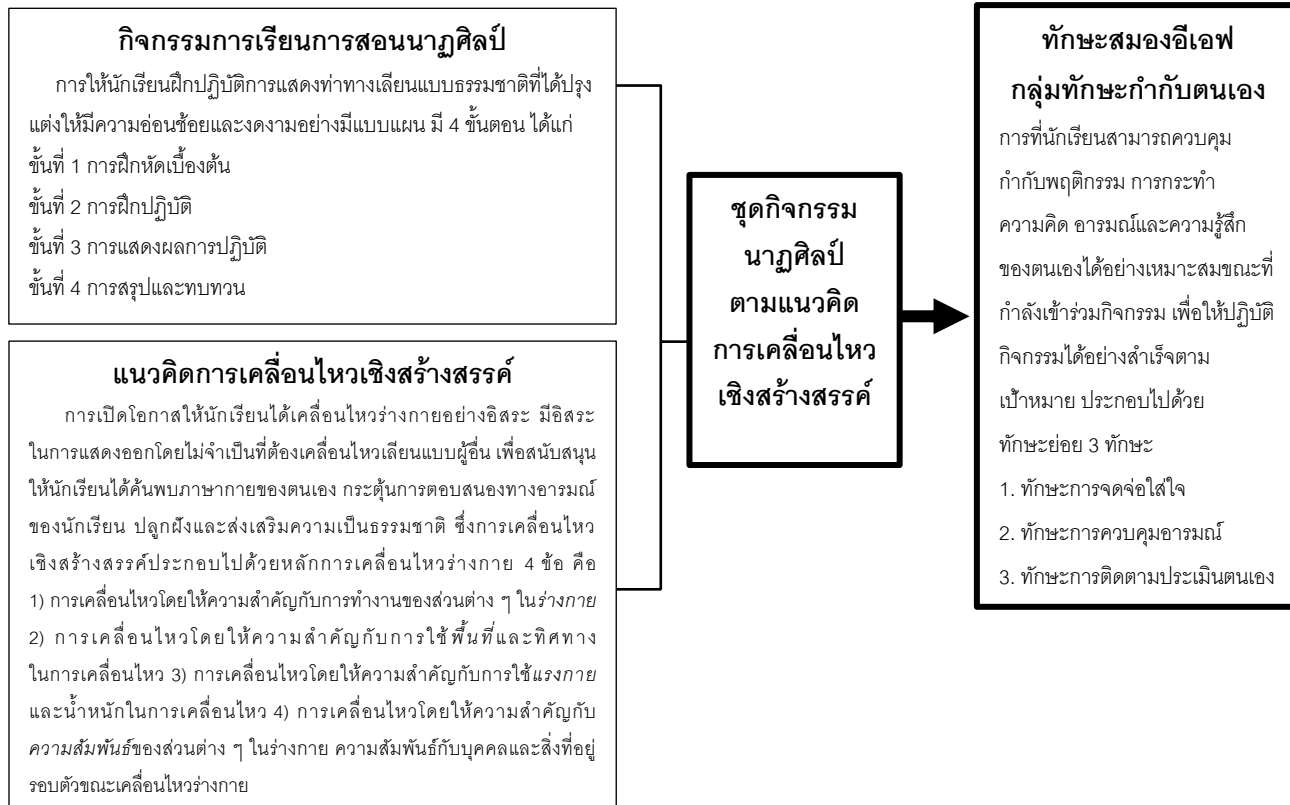 กิจกรรมการเรียนการสอนนาฏศิลป์
การให้นักเรียนฝึกปฏิบัติการแสดงท่าทางเลียนแบบธรรมชาติที่ได้ปรุง
แต่งให้มีความอ่อนช้อยและงดงามอย่างมีแบบแผน มี 4 ขั้นตอน ได้แก่
ขั้นที่ 1 การฝึกหัดเบื้องต้น
ขั้นที่ 2 การฝึกปฏิบัติ
ขั้นที่ 3 การแสดงผลการปฏิบัติ
ขั้นที่ 4 การสรุปและทบทวน
แนวคิดการเคลื่อนไหวเชิงสร้างสรรค์
การเปิดโอกาสให้นักเรียนได้เคลื่อนไหวร่างกายอย่างอิสระ มีอิสระ
ในการแสดงออกโดยไม่จำเป็นที่ต้องเคลื่อนไหวเลียนแบบผู้อื่น เพื่อสนับสนุน
ให้นักเรียนได้ค้นพบภาษากายของตนเอง กระตุ้นการตอบสนองทางอารมณ์
ของนักเรียน ปลูกฝังและส่งเสริมความเป็นธรรมชาติ ซึ่งการเคลื่อนไหว
เชิงสร้างสรรค์ประกอบไปด้วยหลักการเคลื่อนไหวร่างกาย 4 ข้อ คือ
1) การเคลื่อนไหวโดยให้ความสำคัญกับการทำงานของส่วนต่าง ๆ ในร่างกาย
2) การเคลื่อนไหวโดยให้ความสำคัญกับการใช้พื้นที่และทิศทาง
ในการเคลื่อนไหว 3) การเคลื่อนไหวโดยให้ความสำคัญกับการใช้แรงกาย
และน้ำหนักในการเคลื่อนไหว 4) การเคลื่อนไหวโดยให้ความสำคัญกับ
ความสัมพันธ์ของส่วนต่าง ๆ ในร่างกาย ความสัมพันธ์กับบุคคลและสิ่งที่อยู่
รอบตัวขณะเคลื่อนไหวร่างกาย
ชุดกิจกรรม
นาฏศิลป์
ตามแนวคิด
การเคลื่อนไหว
เชิงสร้างสรรค์
ทักษะสมองอีเอฟ
กลุ่มทักษะกำกับตนเอง
การที่นักเรียนสามารถควบคุม
กำกับพฤติกรรม การกระทำ
ความคิด อารมณ์และความรู้สึก
ของตนเองได้อย่างเหมาะสมขณะที่
กำลังเข้าร่วมกิจกรรม เพื่อให้ปฏิบัติ
กิจกรรมได้อย่างสำเร็จตาม
เป้าหมาย ประกอบไปด้วย
ทักษะย่อย 3 ทักษะ
1. ทักษะการจดจ่อใส่ใจ
2. ทักษะการควบคุมอารมณ์
3. ทักษะการติดตามประเมินตนเอง